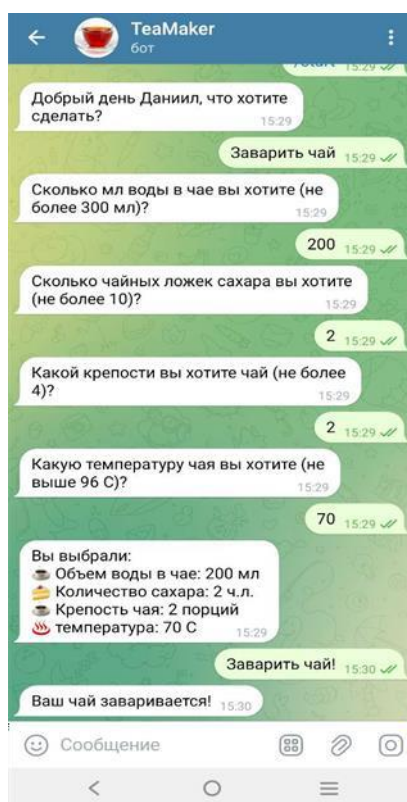 TeaMaker
бот
/start 15:29
Добрый день Даниил, что хотите
сделать?
15:29
Заварить чай 15:29
Сколько мл воды в чае вы хотите (не
более 300 мл)?
15:29
200 15:29
Сколько чайных ложек сахара вы хотите
(не более 10)?
15:29
2 15:29
Какой крепости вы хотите чай (не более
4)?
15:29
2 15:29
Какую температуру чая вы хотите (не
выше 96 С)?
15:29
70 15:29
Вы выбрали:
Объем воды в чае: 200 мл
Количество сахара: 2 ч.л.
Крепость чая: 2 порций
температура: 70 С
15:29
Заварить чай! 15:30
Ваш чай заваривается! 15:30
Сообщение